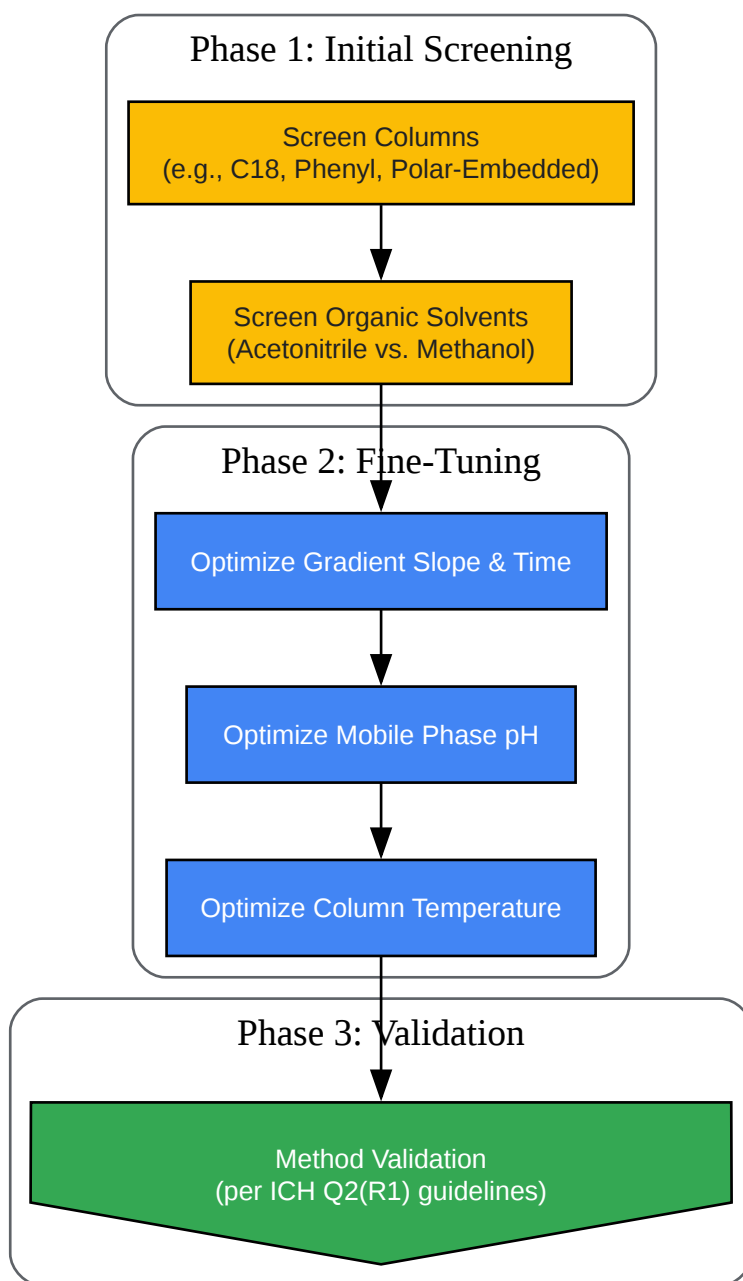 Phase 1: Initial Screening
Screen Columns
(e.g., C18, Phenyl, Polar-Embedded)
Screen Organic Solvents
(Acetonitrile vs. Methanol)
Phase 2: Fine-Tuning
Optimize Gradient Slope & Time
Optimize Mobile Phase pH
Optimize Column Temperature
Phase 3: Validation
Method Validation
(per ICH Q2(R1) guidelines)